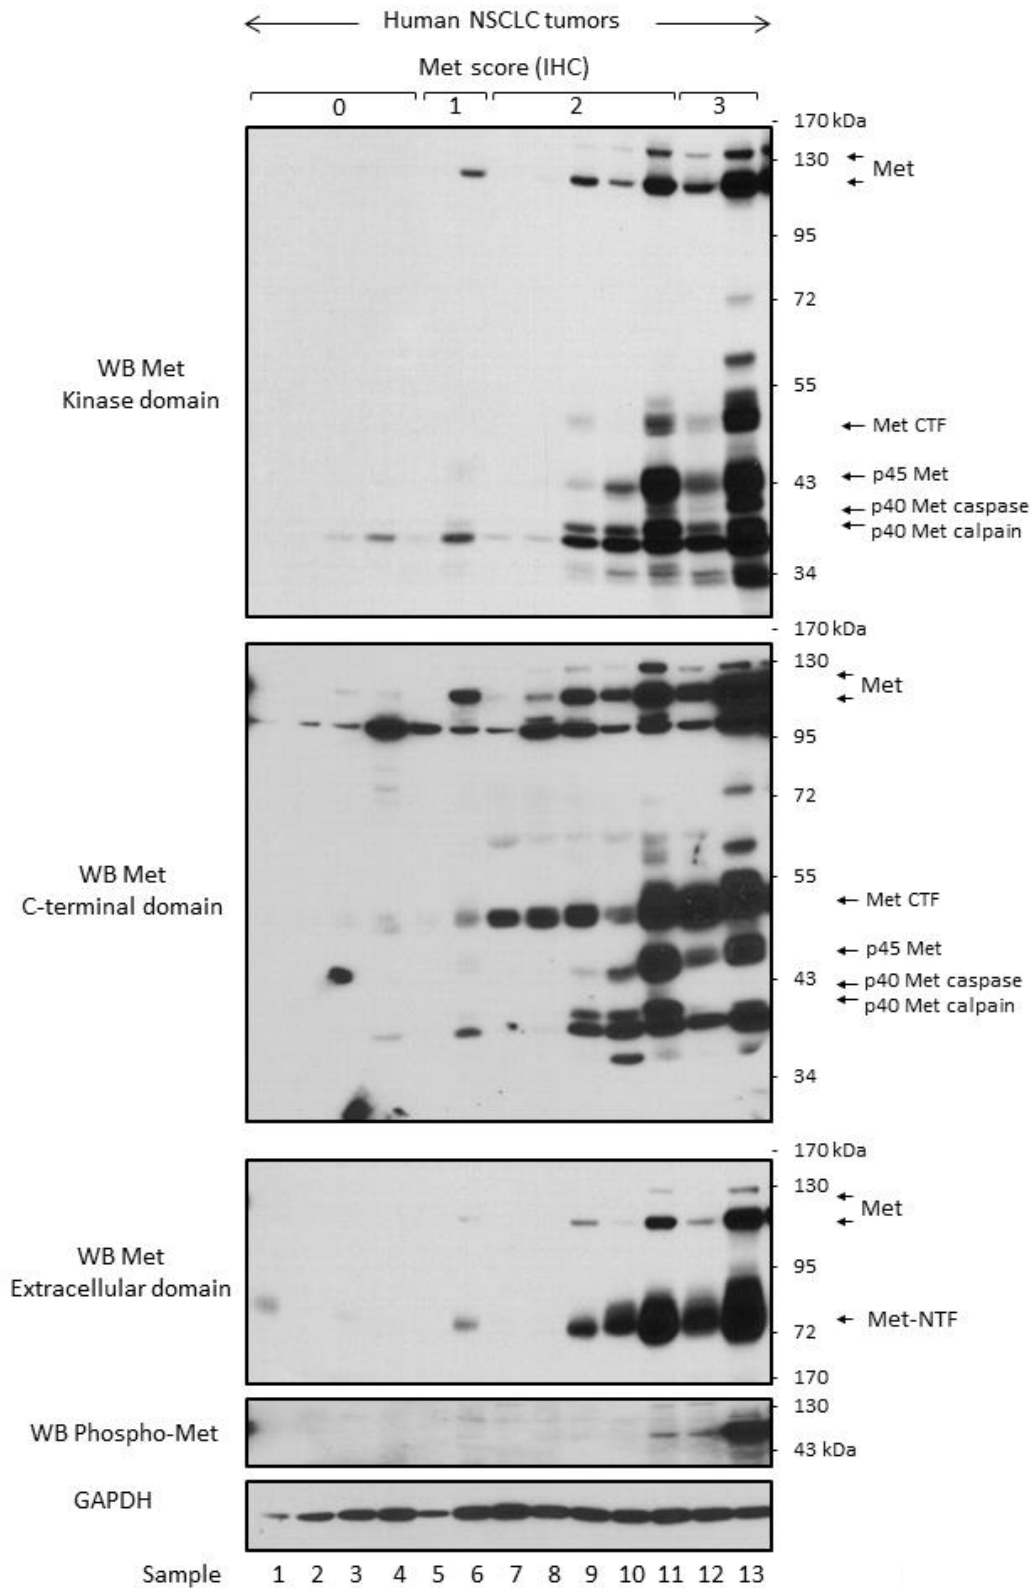 Human NSCLC tumors
Met score (IHC)
0 1 2 3
170 kDa
130
Met
95
72
WB Met
Kinase domain
55
Met CTF
p45 Met
43
p40 Met caspase
p40 Met calpain
34
170 kDa
130
Met
95
72
WB Met
C-terminal domain
55
Met CTF
p45 Met
43
p40 Met caspase
p40 Met calpain
34
170 kDa
130
Met
WB Met
Extracellular domain
95
Met-NTF
72
170
130
WB Phospho-Met
43 kDa
GAPDH
Sample 1 2 3 4 5 6 7 8 9 10 11 12 13